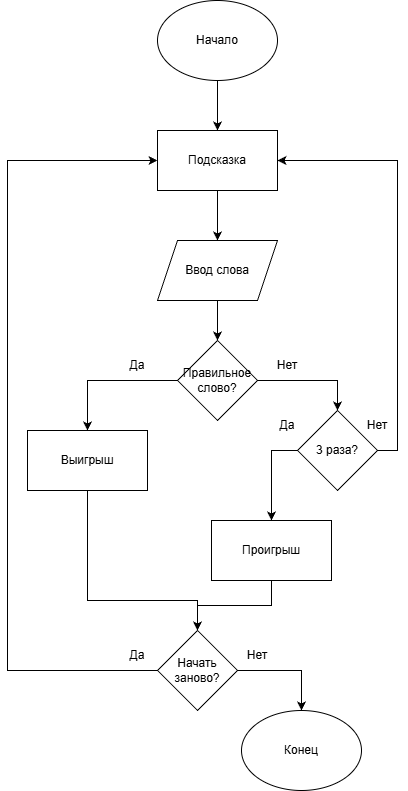 Начало
Подсказка
Ввод слова
Да
Правильное
слово?
Нет
Да
3 раза?
Нет
Выигрыш
Проигрыш
Да
Начать
заново?
Нет
Конец